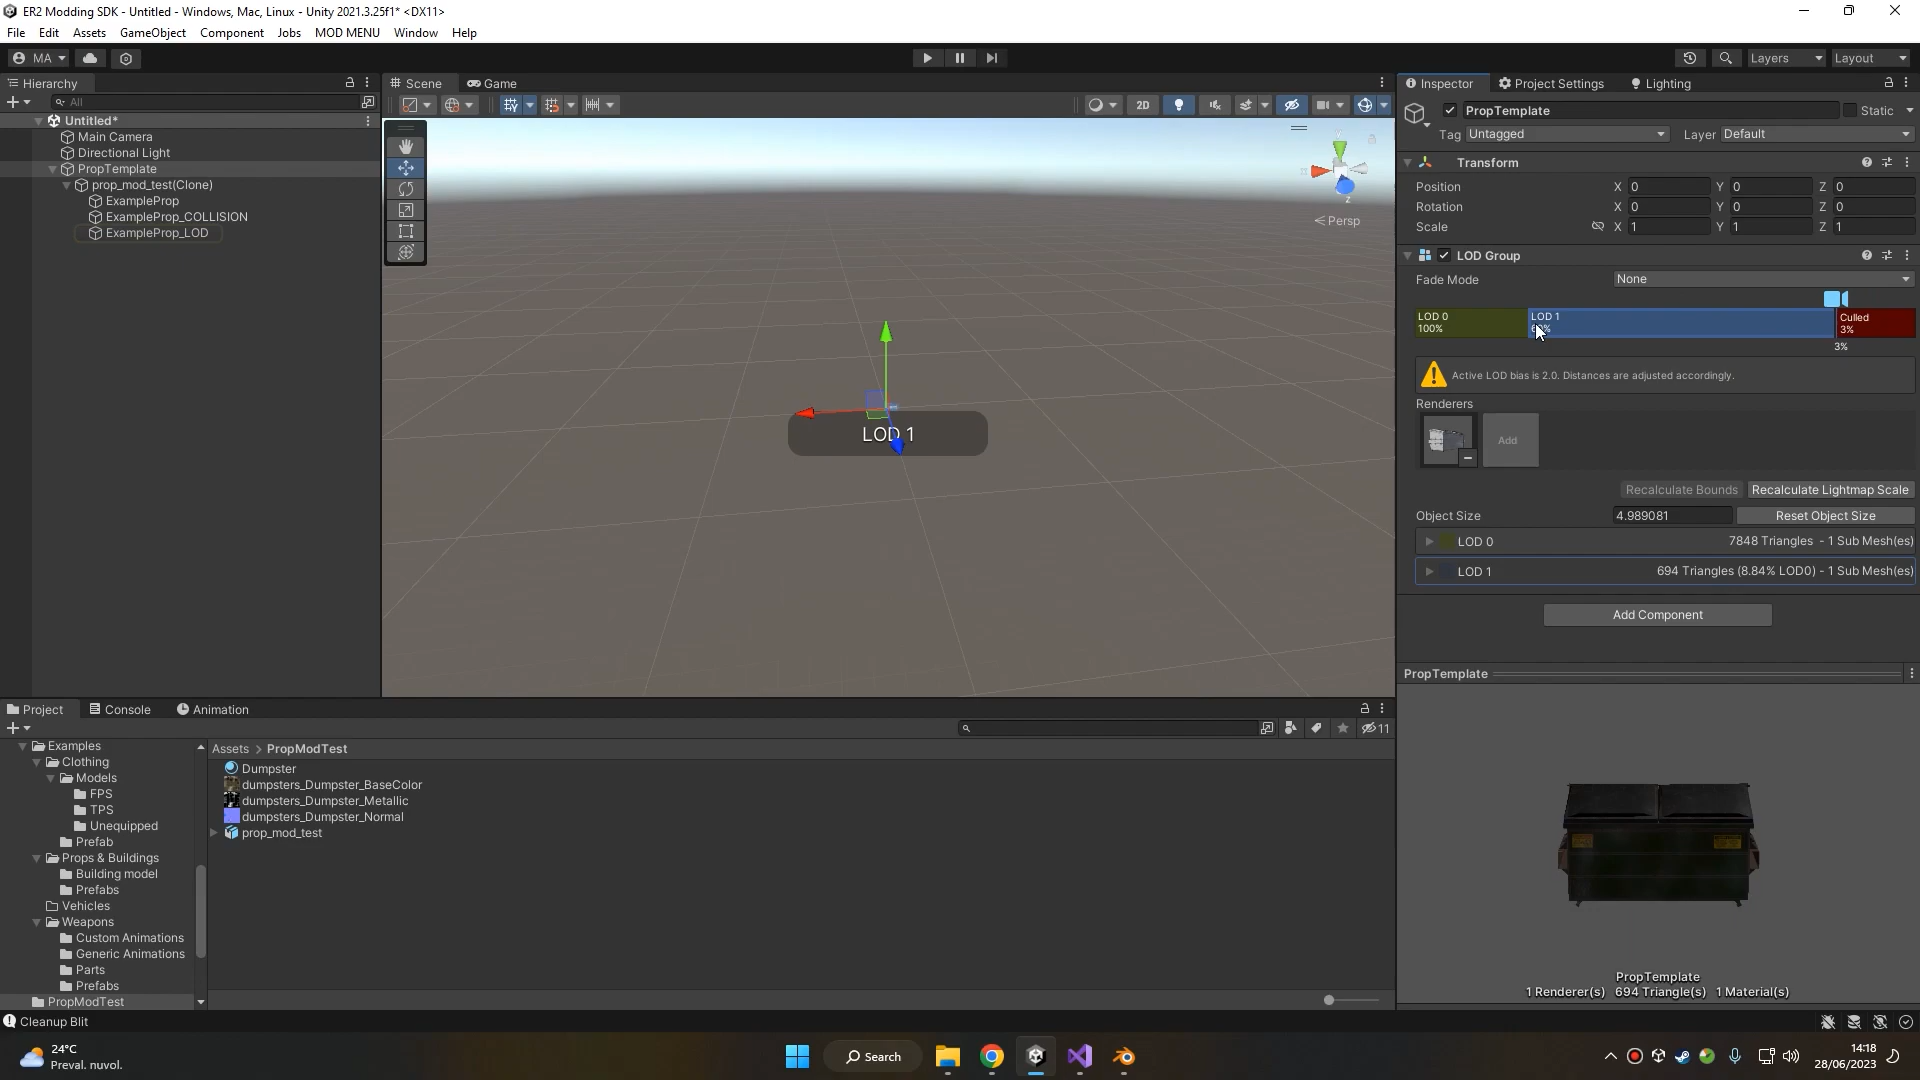 ER2 Modding SDK - Untitled - Windows, Mac, Linux - Unity 2021.3.25f1* <DX11>
File Edit Assets GameObject Component Jobs MOD MENU Window Help
MA
Layers Layout
Hierarchy
All
Untitled*
Main Camera
Directional Light
PropTemplate
prop_mod_test(Clone)
ExampleProp
ExampleProp_COLLISION
ExampleProp_LOD
Scene Game
2D
Persp
LOD 1
Inspector Project Settings Lighting
PropTemplate Static
Tag Untagged Layer Default
Transform
Position X 0 Y 0 Z 0
Rotation X 0 Y 0 Z 0
Scale X 1 Y 1 Z 1
LOD Group
Fade Mode None
LOD 0 LOD 1 Culled
100% 3%
3%
Active LOD bias is 2.0. Distances are adjusted accordingly.
Renderers
Add
Recalculate Bounds Recalculate Lightmap Scale
Object Size 4.989081 Reset Object Size
LOD 0 7848 Triangles - 1 Sub Mesh(es)
LOD 1 694 Triangles (8.84% LOD0) - 1 Sub Mesh(es)
Add Component
PropTemplate
PropTemplate
1 Renderer(s) 694 Triangle(s) 1 Material(s)
Project Console Animation
11
Examples
Clothing
Models
FPS
TPS
Unequipped
Prefab
Props & Buildings
Building model
Prefabs
Vehicles
Weapons
Custom Animations
Generic Animations
Parts
Prefabs
PropModTest
Assets > PropModTest
Dumpster
dumpsters_Dumpster_BaseColor
dumpsters_Dumpster_Metallic
dumpsters_Dumpster_Normal
prop_mod_test
Cleanup Blit
24°C
Preval. nuvol.
Search
14:18
28/06/2023